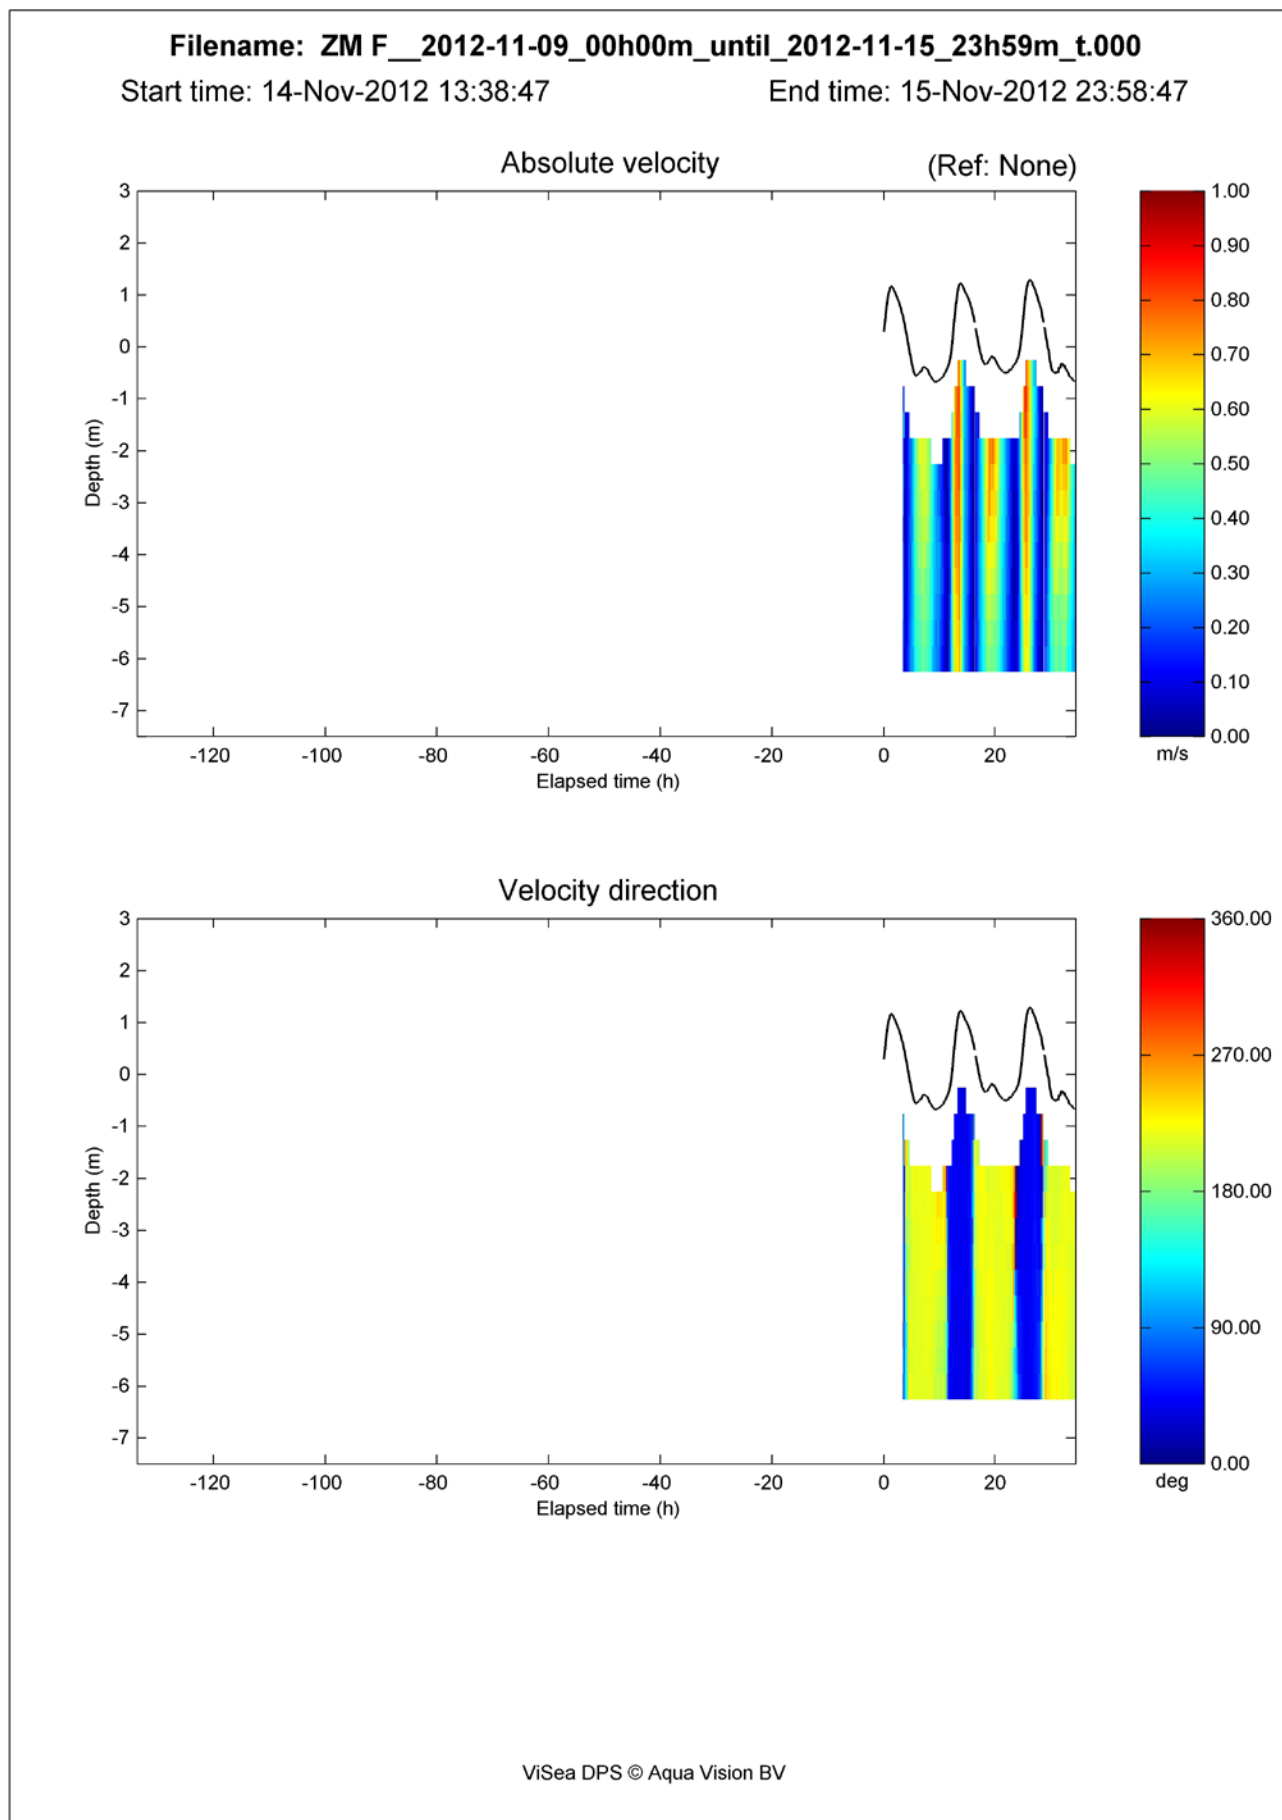 Filename: ZM F__2012-11-09_00h00m_until_2012-11-15_23h59m_t.000
Start time: 14-Nov-2012 13:38:47 End time: 15-Nov-2012 23:58:47
Absolute velocity (Ref: None)
3
2
1
0
-1
-2
-3
-4
-5
-6
-7
Depth (m)
-120 -100 -80 -60 -40 -20 0 20
Elapsed time (h)
1.00
0.90
0.80
0.70
0.60
0.50
0.40
0.30
0.20
0.10
0.00
m/s
Velocity direction
3
2
1
0
-1
-2
-3
-4
-5
-6
-7
Depth (m)
-120 -100 -80 -60 -40 -20 0 20
Elapsed time (h)
360.00
270.00
180.00
90.00
0.00
deg
ViSea DPS © Aqua Vision BV